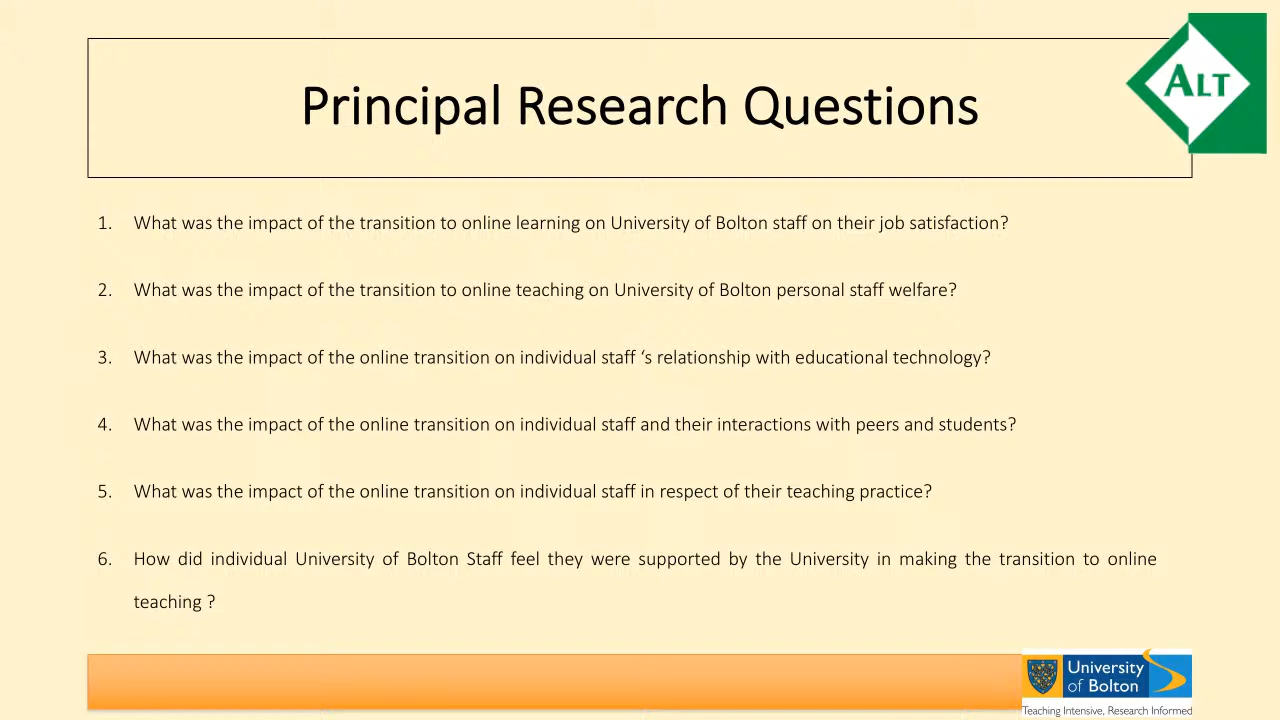 Principal Research Questions
ALT
1. What was the impact of the transition to online learning on University of Bolton staff on their job satisfaction?
2. What was the impact of the transition to online teaching on University of Bolton personal staff welfare?
3. What was the impact of the online transition on individual staff ‘s relationship with educational technology?
4. What was the impact of the online transition on individual staff and their interactions with peers and students?
5. What was the impact of the online transition on individual staff in respect of their teaching practice?
6. How did individual University of Bolton Staff feel they were supported by the University in making the transition to online
teaching ?
University
of Bolton
Teaching Intensive, Research Informed